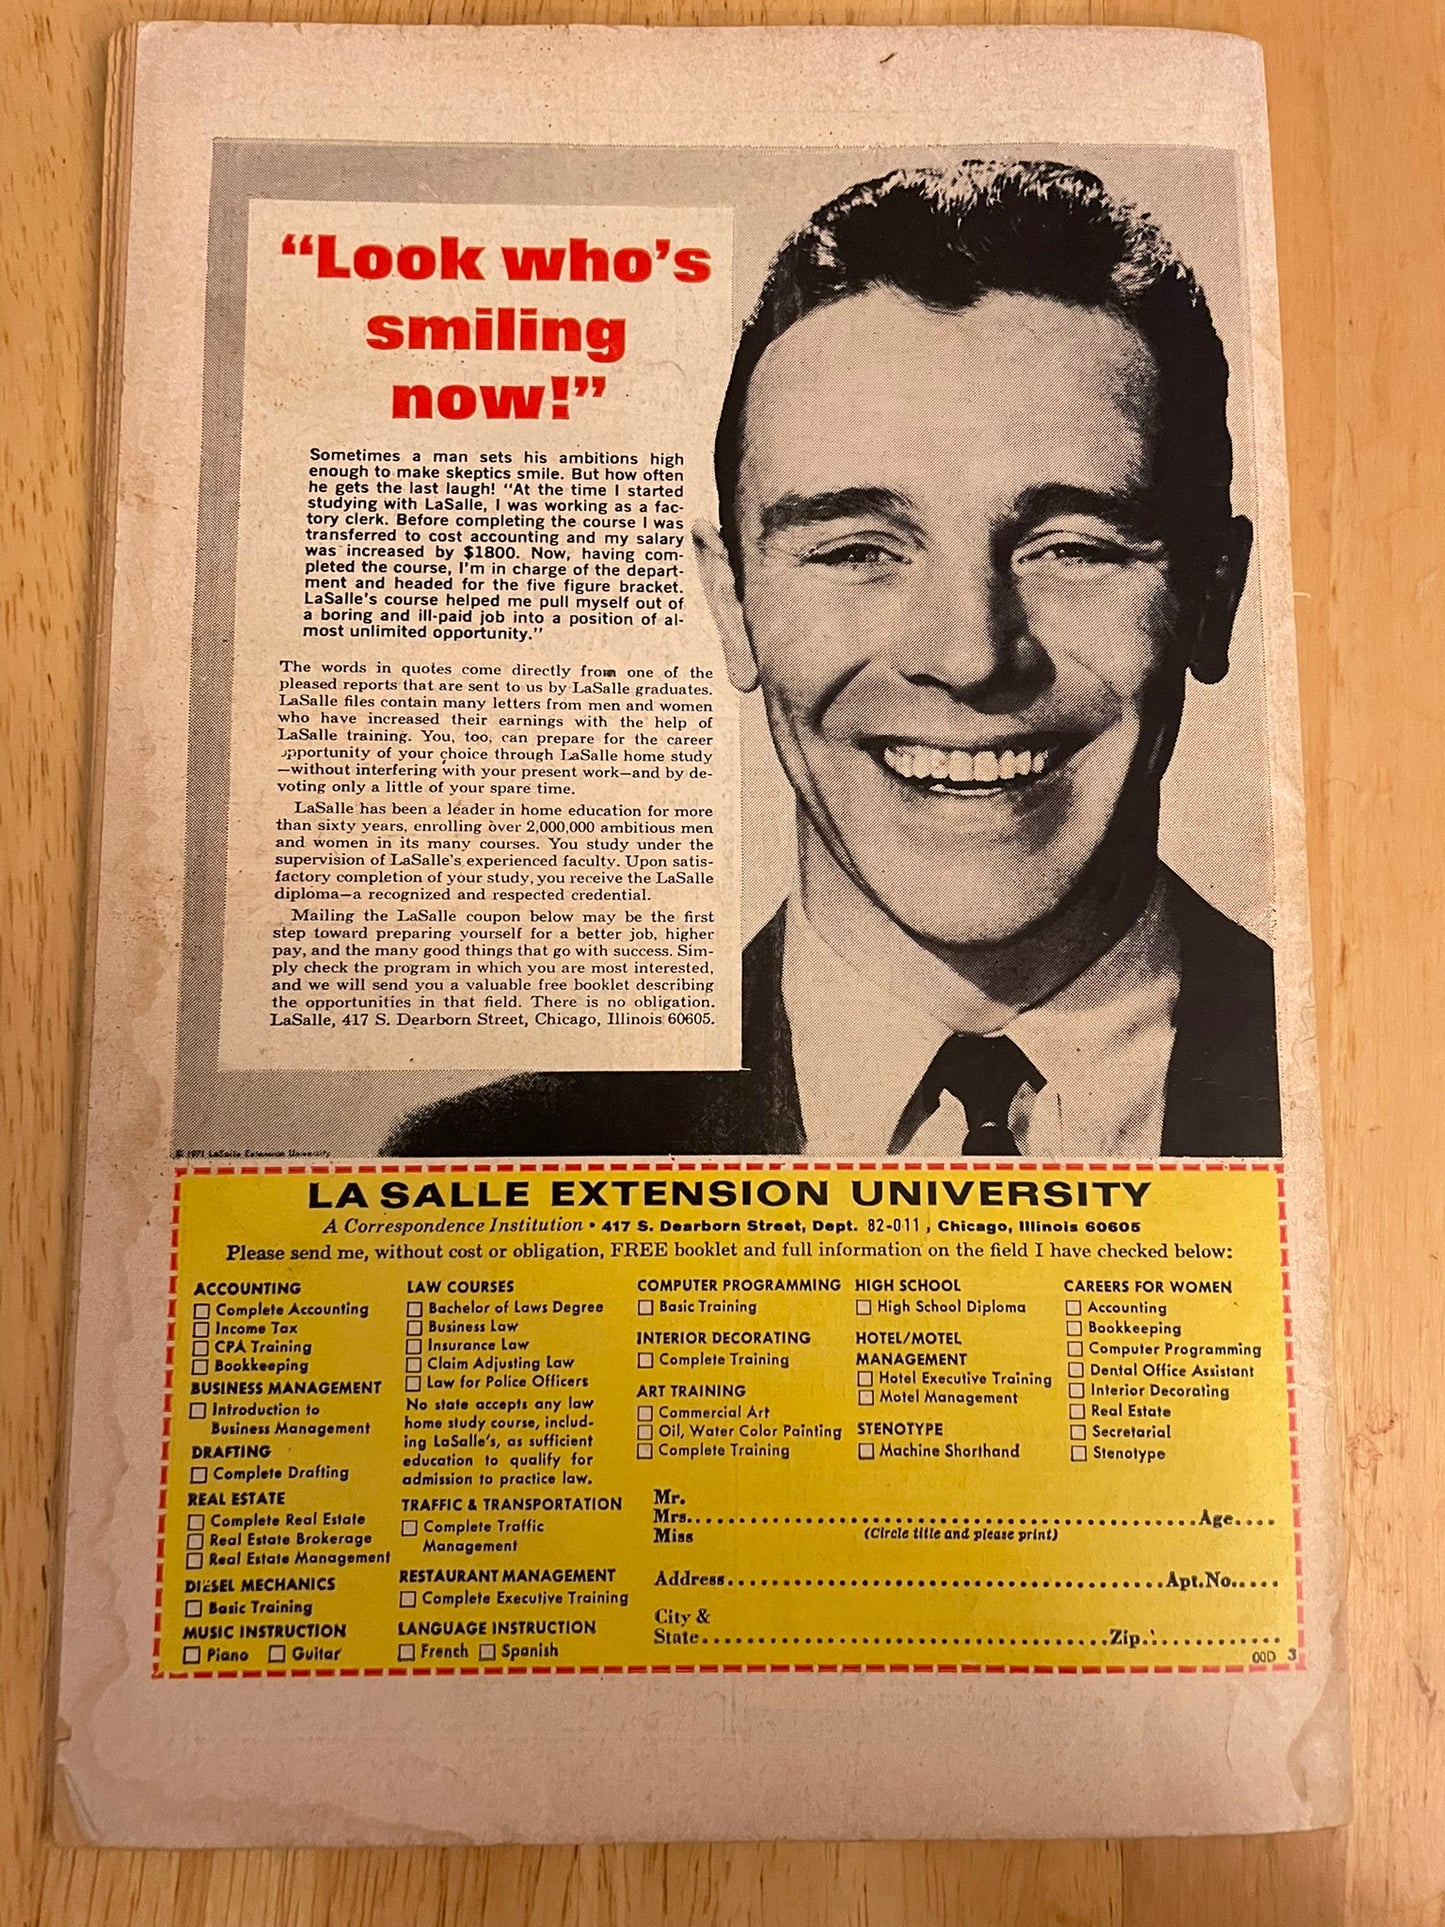 “Look who’s
smiling
now!”
Sometimes a man sets his ambitions high
enough to make skeptics smile. But how often
he gets the last laugh! “At the time I started
studying with LaSalle, I was working as a fac-
tory clerk. Before completing the course I was
transferred to cost accounting and my salary
was increased by $1800. Now, having com-
pleted the course, I’m in charge of the depart-
ment and headed for the five figure bracket.
LaSalle’s course helped me pull myself out of
a boring and ill-paid job into a position of al-
most unlimited opportunity.”
The words in quotes come directly from one of the
pleased reports that are sent to us by LaSalle graduates.
LaSalle files contain many letters from men and women
who have increased their earnings with the help of
LaSalle training. You, too, can prepare for the career
opportunity of your choice through LaSalle home study
—without interfering with your present work—and by de-
voting only a little of your spare time.
LaSalle has been a leader in home education for more
than sixty years, enrolling over 2,000,000 ambitious men
and women in its many courses. You study under the
supervision of LaSalle’s experienced faculty. Upon satis-
factory completion of your study, you receive the LaSalle
diploma—a recognized and respected credential.
Mailing the LaSalle coupon below may be the first
step toward preparing yourself for a better job, higher
pay, and the many good things that go with success. Sim-
ply check the program in which you are most interested,
and we will send you a valuable free booklet describing
the opportunities in that field. There is no obligation.
LaSalle, 417 S. Dearborn Street, Chicago, Illinois 60605.
© 1971 LaSalle Extension University
LA SALLE EXTENSION UNIVERSITY
A Correspondence Institution • 417 S. Dearborn Street, Dept. 82-011, Chicago, Illinois 60605
Please send me, without cost or obligation, FREE booklet and full information on the field I have checked below:
ACCOUNTING
Complete Accounting
Income Tax
CPA Training
Bookkeeping
BUSINESS MANAGEMENT
Introduction to
Business Management
DRAFTING
Complete Drafting
REAL ESTATE
Complete Real Estate
Real Estate Brokerage
Real Estate Management
DIESEL MECHANICS
Basic Training
MUSIC INSTRUCTION
Piano Guitar
LAW COURSES
Bachelor of Laws Degree
Business Law
Insurance Law
Claim Adjusting Law
Law for Police Officers
No state accepts any law
home study course, includ-
ing LaSalle’s, as sufficient
education to qualify for
admission to practice law.
TRAFFIC & TRANSPORTATION
Complete Traffic
Management
RESTAURANT MANAGEMENT
Complete Executive Training
LANGUAGE INSTRUCTION
French Spanish
COMPUTER PROGRAMMING
Basic Training
INTERIOR DECORATING
Complete Training
ART TRAINING
Commercial Art
Oil, Water Color Painting
Complete Training
HIGH SCHOOL
High School Diploma
HOTEL/MOTEL
MANAGEMENT
Hotel Executive Training
Motel Management
STENOTYPE
Machine Shorthand
CAREERS FOR WOMEN
Accounting
Bookkeeping
Computer Programming
Dental Office Assistant
Interior Decorating
Real Estate
Secretarial
Stenotype
Mr.
Mrs. Age
Miss (Circle title and please print)
Address Apt.No.
City &
State Zip
00D 3